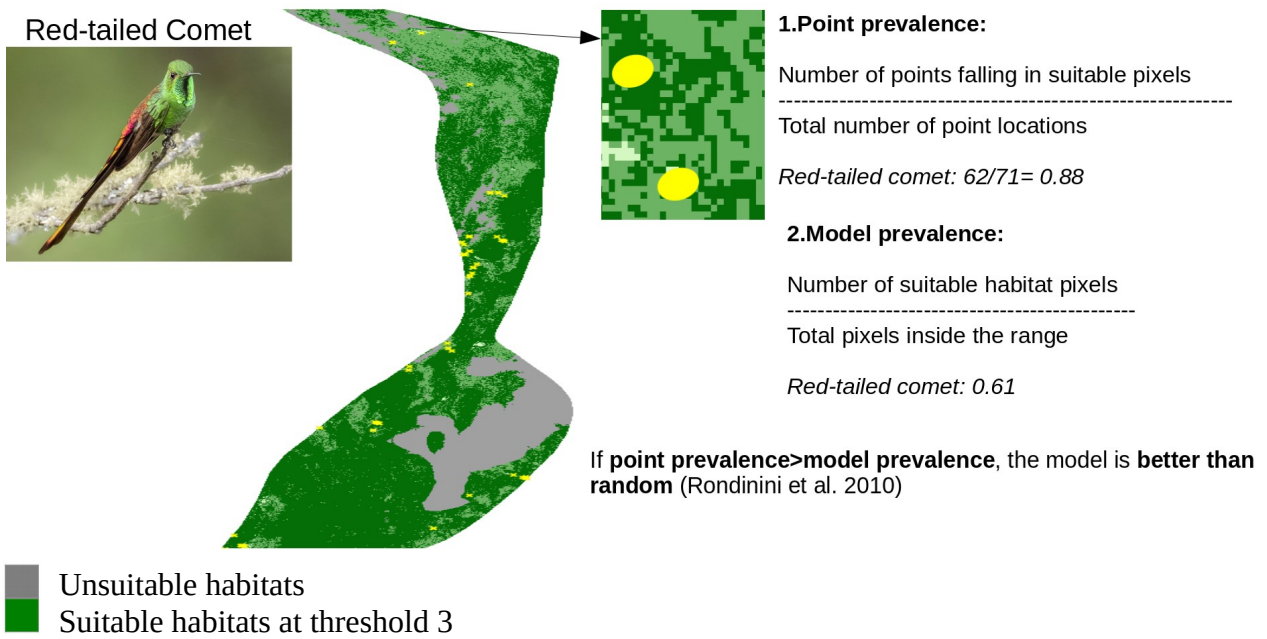 Red-tailed Comet
1.Point prevalence:
Number of points falling in suitable pixels
-----------------------------------------------------------
Total number of point locations
Red-tailed comet: 62/71= 0.88
2.Model prevalence:
Number of suitable habitat pixels
---------------------------------------------
Total pixels inside the range
Red-tailed comet: 0.61
If point prevalence>model prevalence, the model is better than
random (Rondinini et al. 2010)
Unsuitable habitats
Suitable habitats at threshold 3